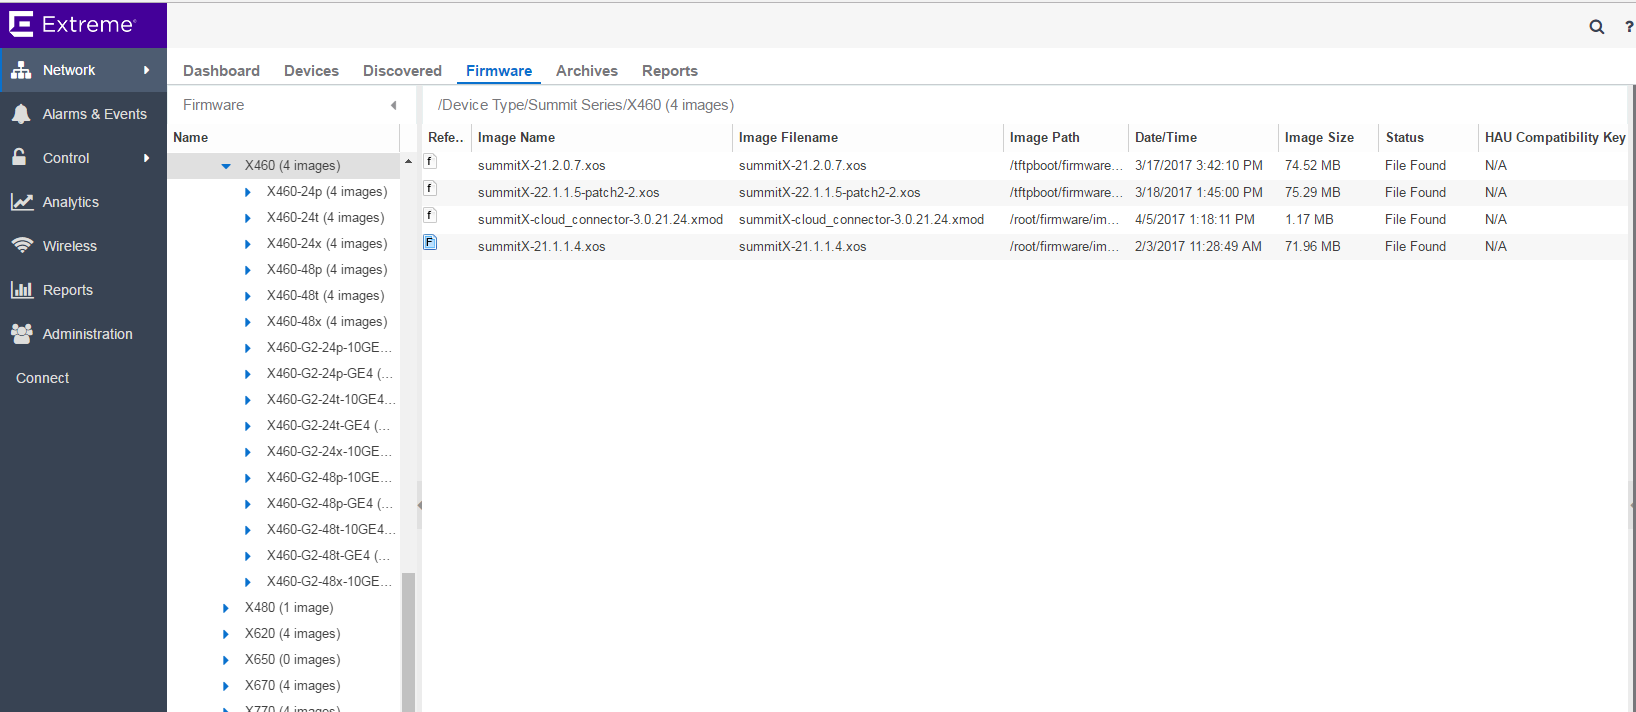 Extreme
?
Network
Alarms & Events
Control
Analytics
Wireless
Reports
Administration
Connect
Dashboard Devices Discovered Firmware Archives Reports
Firmware
Name
X460 (4 images)
X460-24p (4 images)
X460-24t (4 images)
X460-24x (4 images)
X460-48p (4 images)
X460-48t (4 images)
X460-48x (4 images)
X460-G2-24p-10GE...
X460-G2-24p-GE4 (...
X460-G2-24t-10GE4...
X460-G2-24t-GE4 (...
X460-G2-24x-10GE...
X460-G2-48p-10GE...
X460-G2-48p-GE4 (...
X460-G2-48t-10GE4...
X460-G2-48t-GE4 (...
X460-G2-48x-10GE...
X480 (1 image)
X620 (4 images)
X650 (0 images)
X670 (4 images)
X770 (4 images)
/Device Type/Summit Series/X460 (4 images)
Refe.. Image Name Image Filename Image Path Date/Time Image Size Status HAU Compatibility Key
f summitX-21.2.0.7.xos summitX-21.2.0.7.xos /tftpboot/firmware... 3/17/2017 3:42:10 PM 74.52 MB File Found N/A
f summitX-22.1.1.5-patch2-2.xos summitX-22.1.1.5-patch2-2.xos /tftpboot/firmware... 3/18/2017 1:45:00 PM 75.29 MB File Found N/A
f summitX-cloud_connector-3.0.21.24.xmod summitX-cloud_connector-3.0.21.24.xmod /root/firmware/im... 4/5/2017 1:18:11 PM 1.17 MB File Found N/A
F summitX-21.1.1.4.xos summitX-21.1.1.4.xos /root/firmware/im... 2/3/2017 11:28:49 AM 71.96 MB File Found N/A